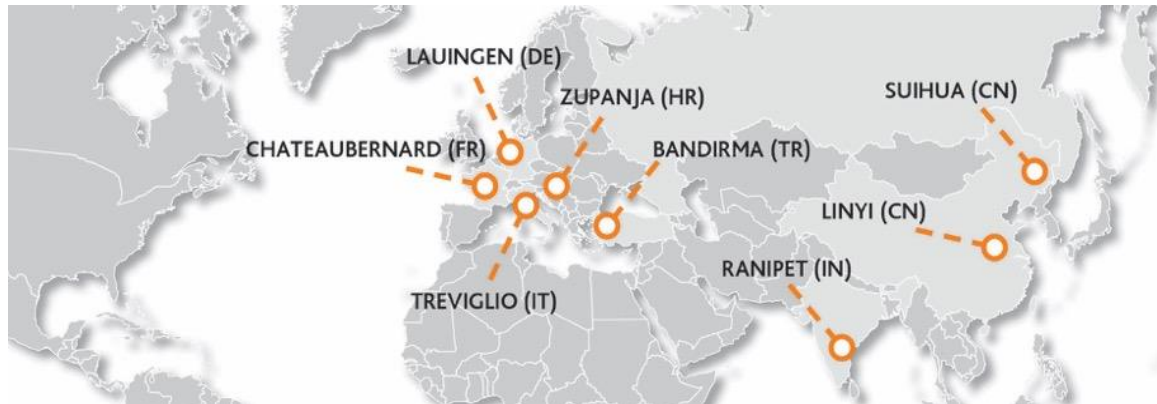 LAUINGEN (DE)
ZUPANJA (HR)
SUIHUA (CN)
CHATEAUBERNARD (FR)
BANDIRMA (TR)
LINYI (CN)
RANIPET (IN)
TREVIGLIO (IT)